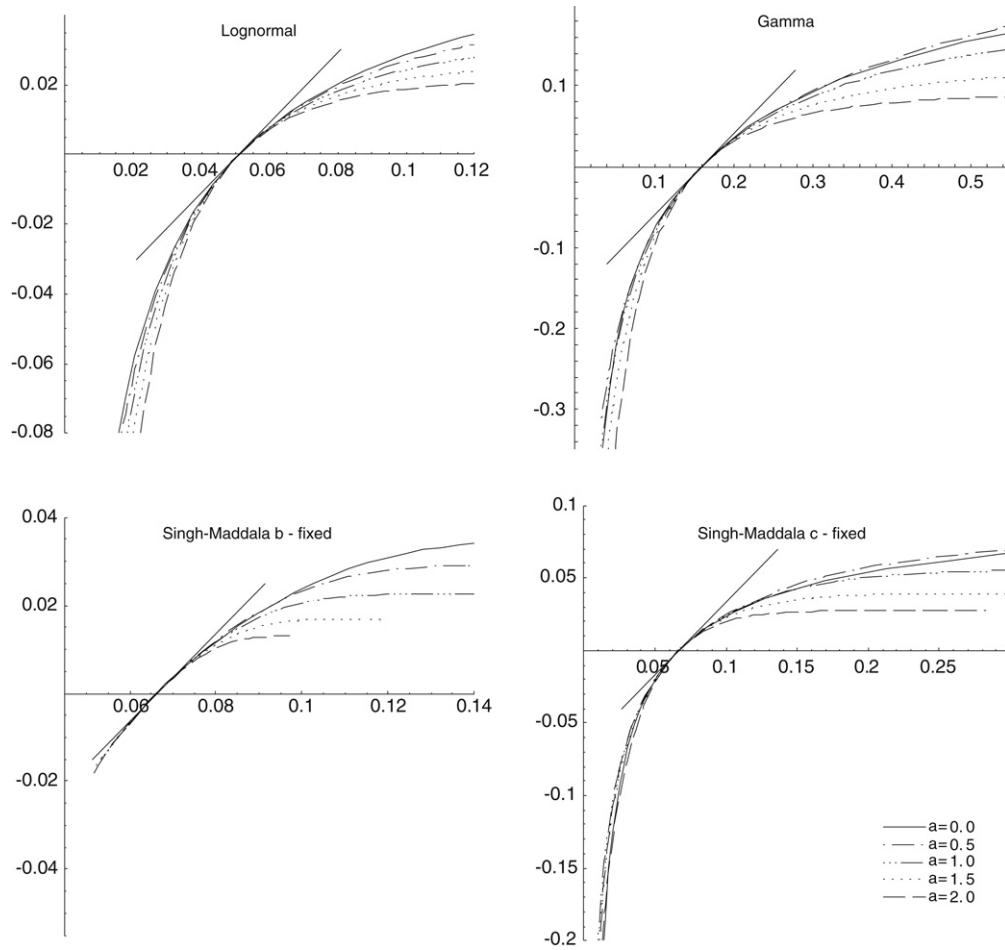 Lognormal
0.02
0.02 0.04 0.06 0.08 0.1 0.12
-0.02
-0.04
-0.06
-0.08
Gamma
0.1
0.1 0.2 0.3 0.4 0.5
-0.1
-0.2
-0.3
Singh-Maddala b - fixed
0.04
0.02
0.06 0.08 0.1 0.12 0.14
-0.02
-0.04
Singh-Maddala c - fixed
0.1
0.05
0.05 0.1 0.15 0.2 0.25
-0.05
-0.1
-0.15
-0.2
a=0.0
a=0.5
a=1.0
a=1.5
a=2.0